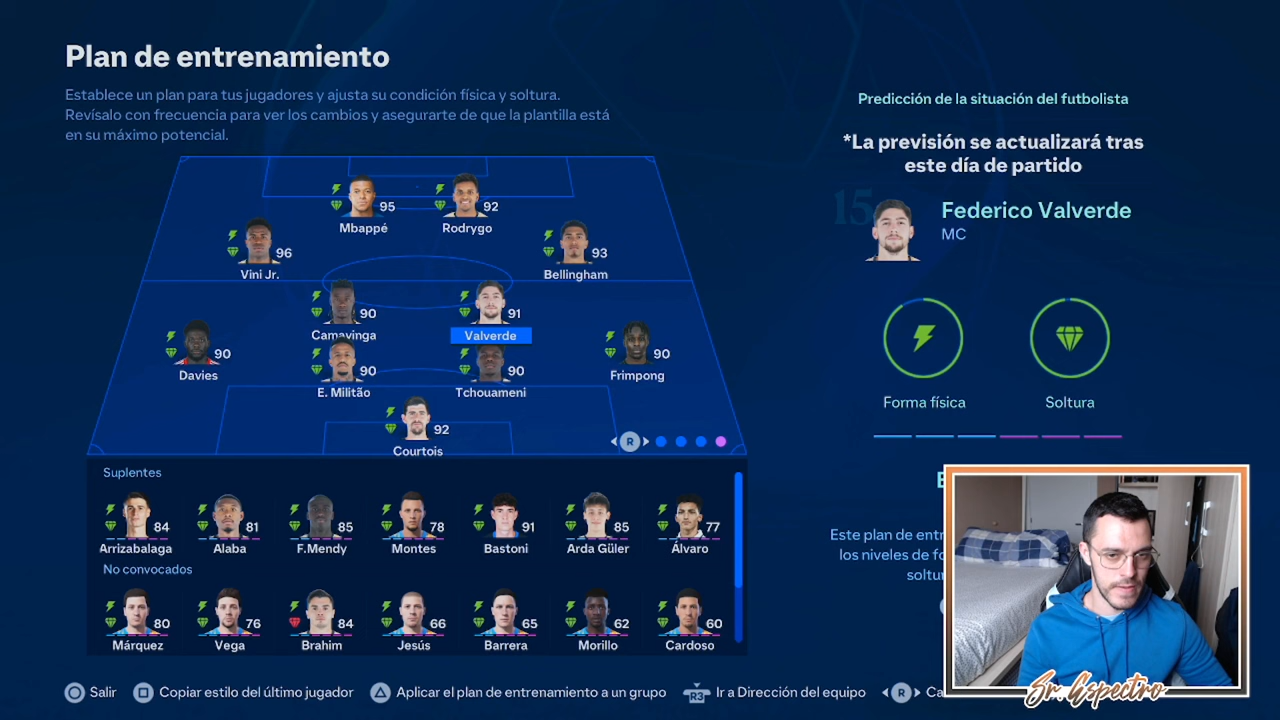 Plan de entrenamiento
Establece un plan para tus jugadores y ajusta su condición física y soltura.
Revísalo con frecuencia para ver los cambios y asegurarte de que la plantilla está
en su máximo potencial.
Predicción de la situación del futbolista
*La previsión se actualizará tras
este día de partido
15
Federico Valverde
MC
Forma física
Soltura
95
Mbappé
92
Rodrygo
96
Vini Jr.
93
Bellingham
90
Camavinga
91
Valverde
90
Davies
90
E. Militão
90
Tchouameni
90
Frimpong
92
Courtois
R
Suplentes
84 81 85 78 91 85 77
Arrizabalaga Alaba F.Mendy Montes Bastoni Arda Güler Álvaro
No convocados
80 76 84 66 65 62 60
Márquez Vega Brahim Jesús Barrera Morillo Cardoso
Este plan de
los niveles de
Salir Copiar estilo del último jugador Aplicar el plan de entrenamiento a un grupo R3 Ir a Dirección del equipo R
Sr. Espectro